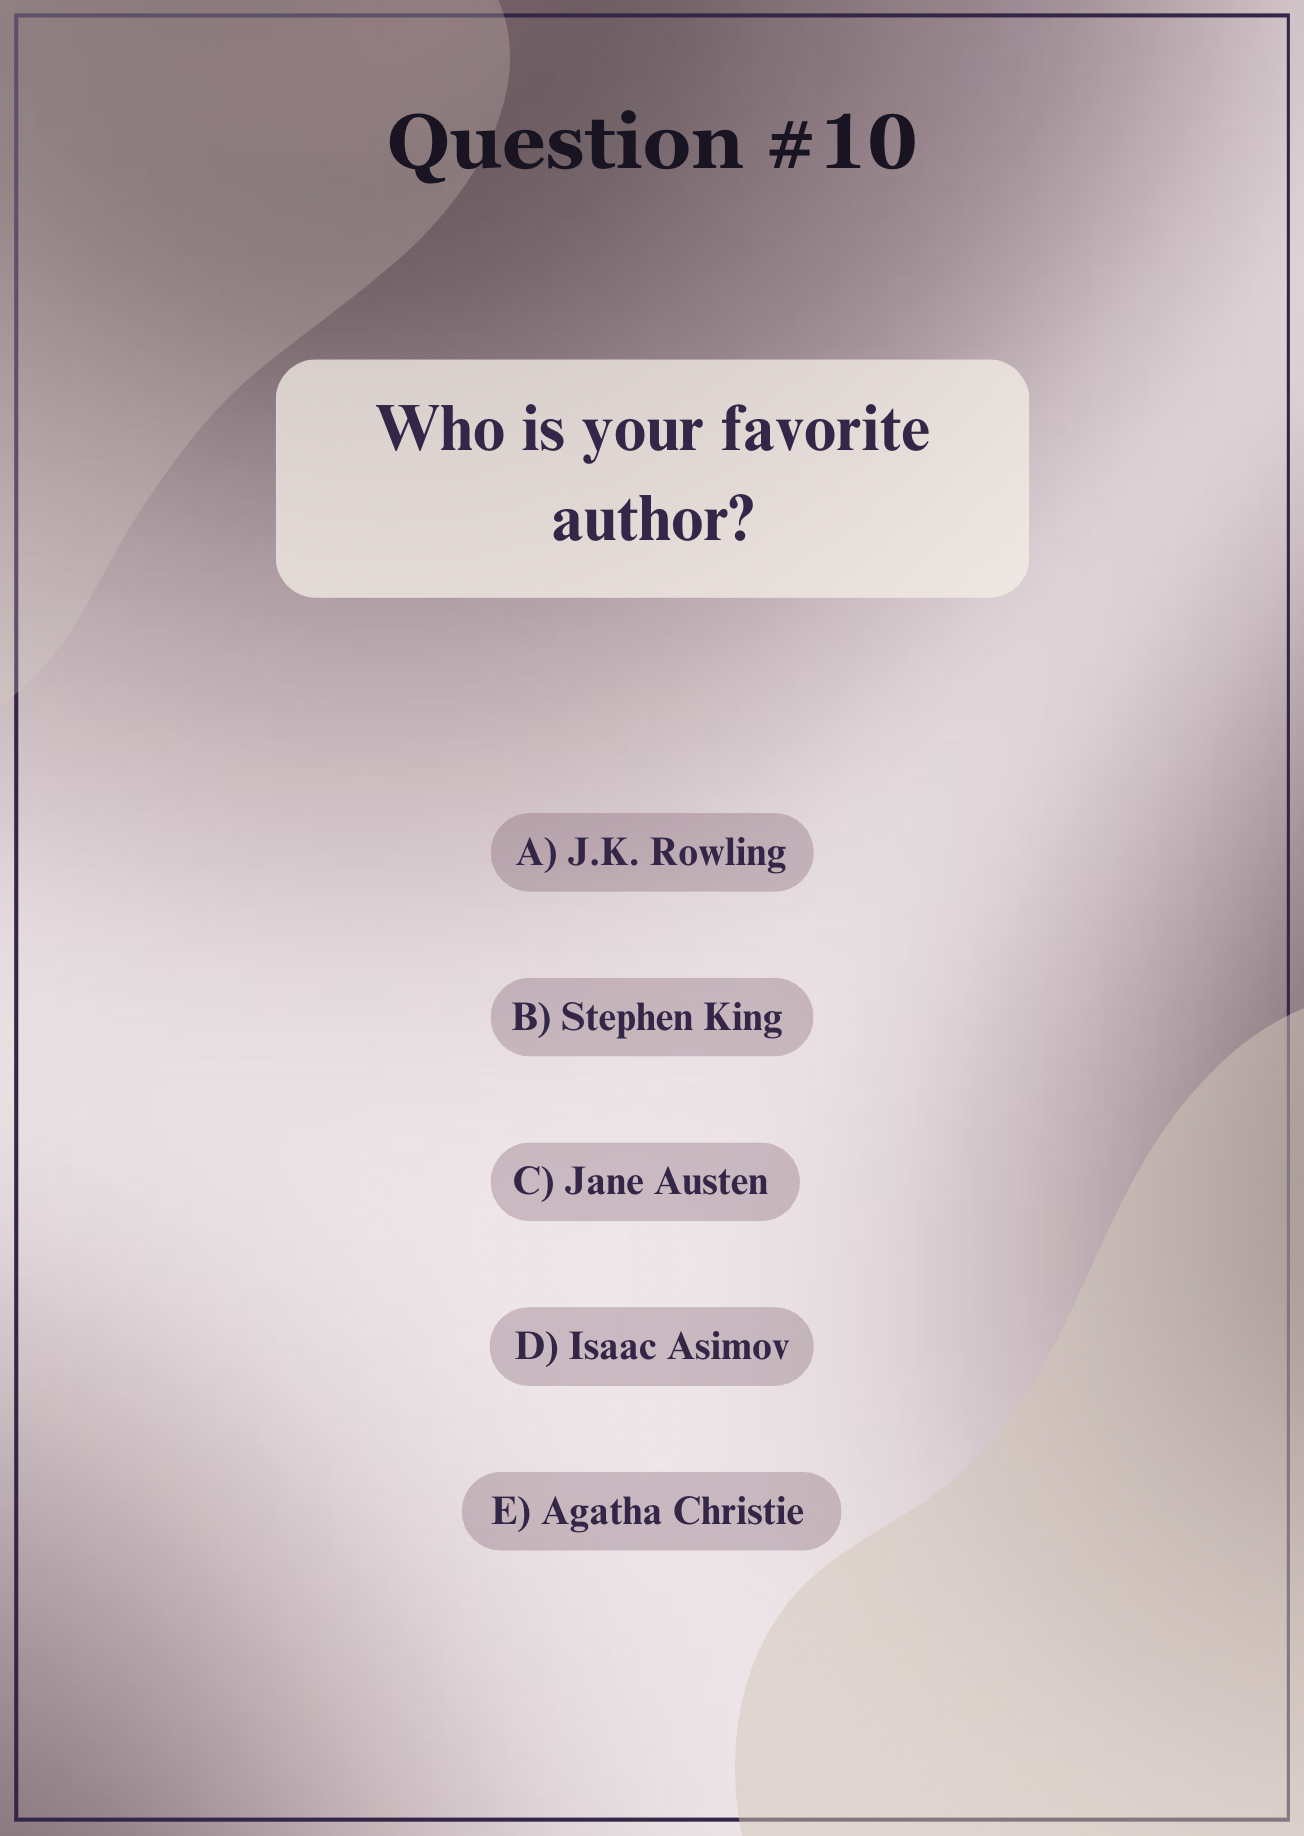 Question #10
Who is your favorite
author?
A) J.K. Rowling
B) Stephen King
C) Jane Austen
D) Isaac Asimov
E) Agatha Christie